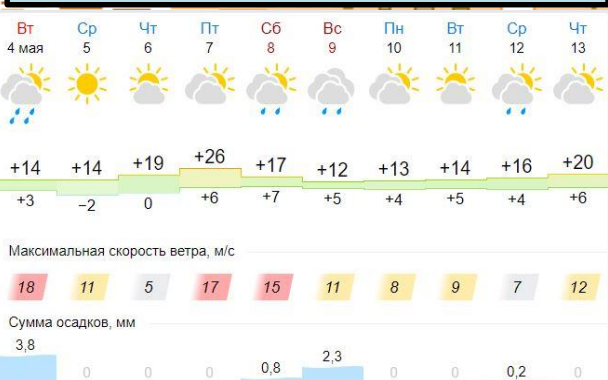 Вт Ср Чт Пт Сб Вс Пн Вт Ср Чт
4 мая 5 6 7 8 9 10 11 12 13
+14 +14 +19 +26 +17 +12 +13 +14 +16 +20
+3 −2 0 +6 +7 +5 +4 +5 +4 +6
Максимальная скорость ветра, м/с
18 11 5 17 15 11 8 9 7 12
Сумма осадков, мм
3,8 0 0 0 0,8 2,3 0 0 0,2 0